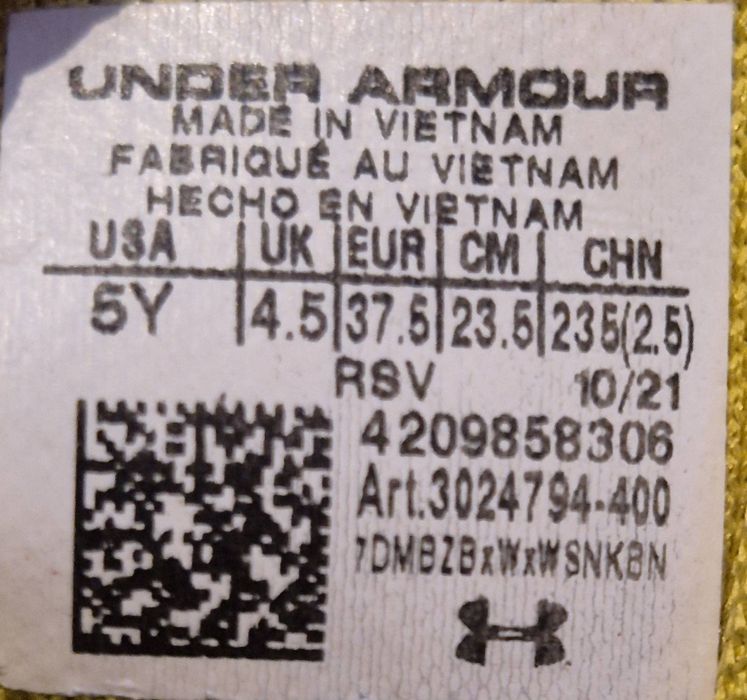 UNDER ARMOUR
MADE IN VIETNAM
FABRIQUÉ AU VIETNAM
HECHO EN VIETNAM
USA UK EUR CM CHN
5Y 4.5 37.5 23.5 235(2.5)
RSV 10/21
4209858306
Art.3024794-400
7DMBZBxWxWSNKBN